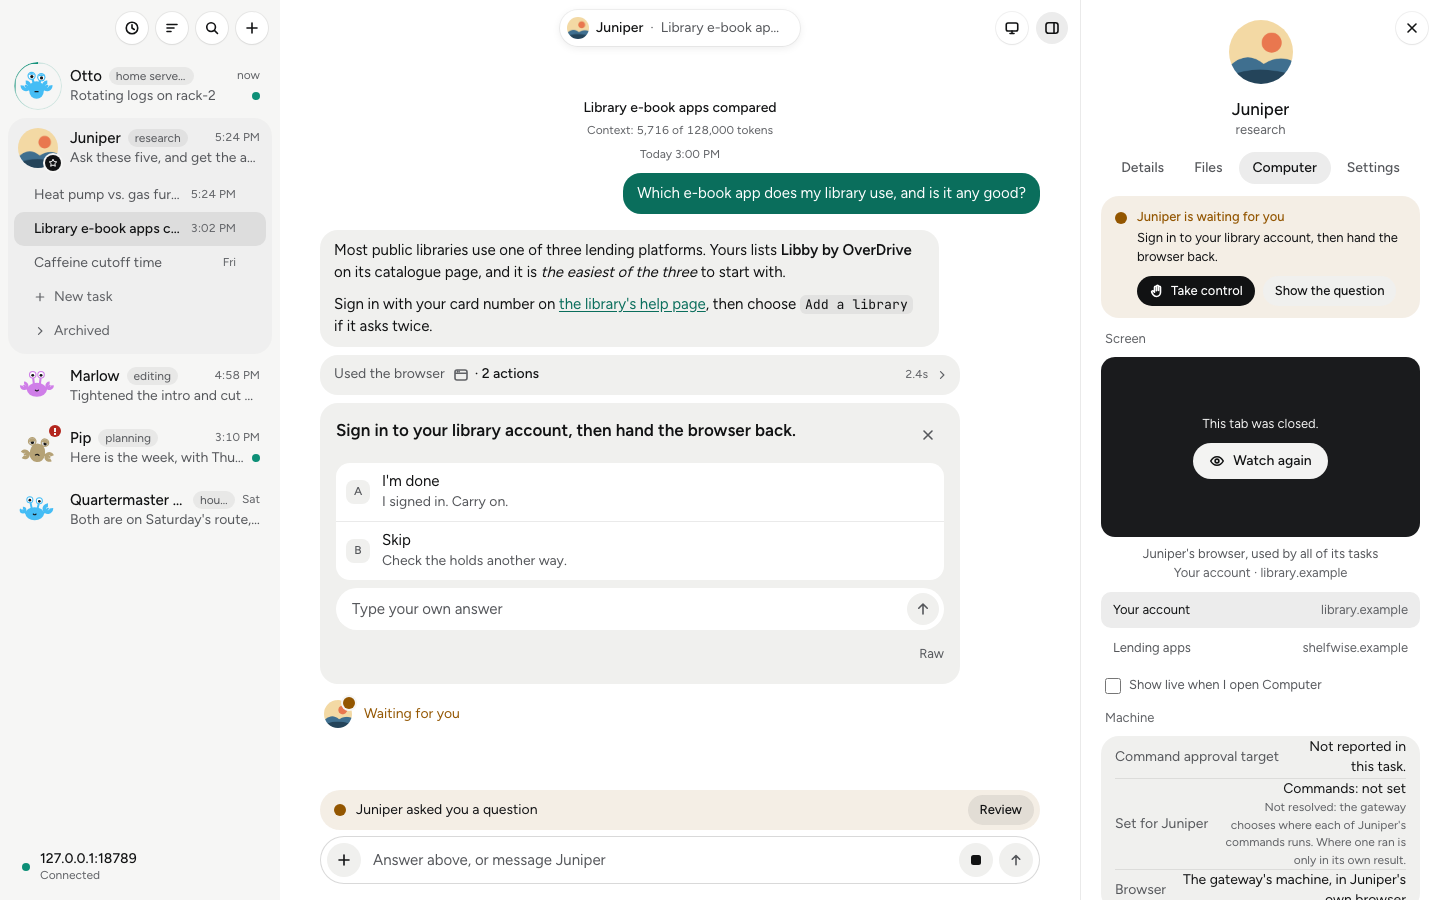 Otto home serve... now
Rotating logs on rack-2
Juniper research 5:24 PM
Ask these five, and get the a...
Heat pump vs. gas fur... 5:24 PM
Library e-book apps c... 3:02 PM
Caffeine cutoff time Fri
New task
Archived
Marlow editing 4:58 PM
Tightened the intro and cut ...
Pip planning 3:10 PM
Here is the week, with Thu...
Quartermaster ... hou... Sat
Both are on Saturday's route,...
127.0.0.1:18789
Connected
Juniper · Library e-book ap...
Library e-book apps compared
Context: 5,716 of 128,000 tokens
Today 3:00 PM
Which e-book app does my library use, and is it any good?
Most public libraries use one of three lending platforms. Yours lists Libby by OverDrive
on its catalogue page, and it is the easiest of the three to start with.
Sign in with your card number on the library's help page, then choose Add a library
if it asks twice.
Used the browser · 2 actions 2.4s
Sign in to your library account, then hand the browser back.
A I'm done
I signed in. Carry on.
B Skip
Check the holds another way.
Type your own answer
Raw
Waiting for you
Juniper asked you a question Review
Answer above, or message Juniper
Juniper
research
Details Files Computer Settings
Juniper is waiting for you
Sign in to your library account, then hand the
browser back.
Take control Show the question
Screen
This tab was closed.
Watch again
Juniper's browser, used by all of its tasks
Your account · library.example
Your account library.example
Lending apps shelfwise.example
Show live when I open Computer
Machine
Command approval target Not reported in
this task.
Set for Juniper Commands: not set
Not resolved: the gateway
chooses where each of Juniper's
commands runs. Where one ran is
only in its own result.
Browser The gateway's machine, in Juniper's
own browser